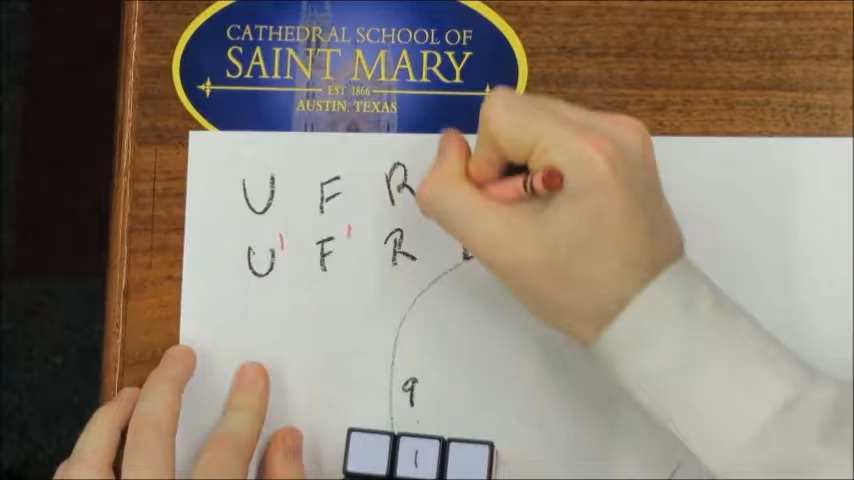 CATHEDRAL SCHOOL OF
SAINT MARY
EST 1866
AUSTIN, TEXAS
U F R
U' F' R
9
1